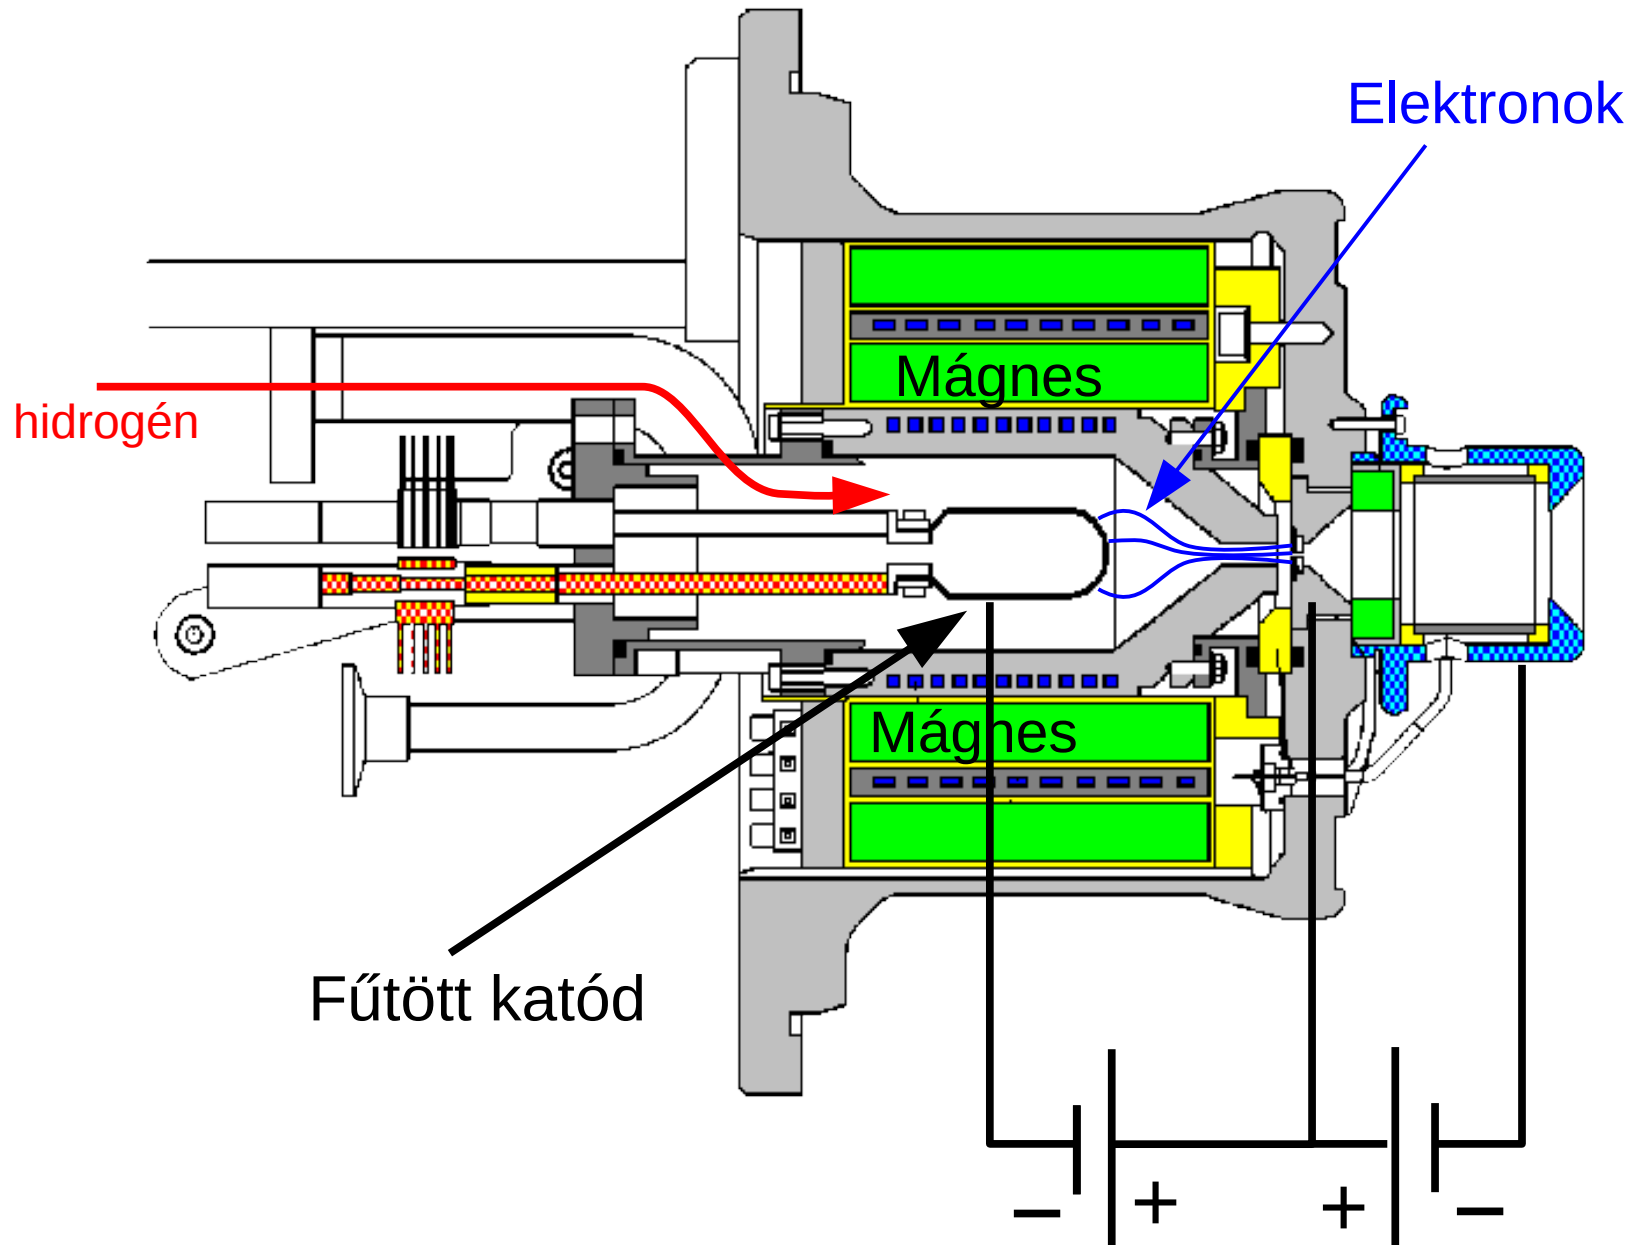 Elektronok
Mágnes
hidrogén
Mágnes
Fűtött katód
− + + −